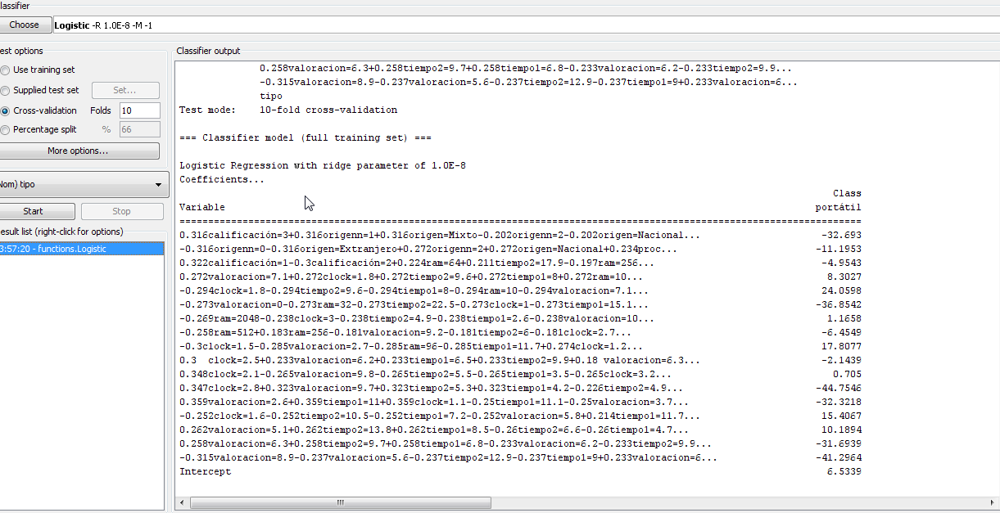 lassifier
Choose Logistic -R 1.0E-8 -M -1
est options
Use training set
Supplied test set Set...
Cross-validation Folds 10
Percentage split % 66
More options...
Nom) tipo
Start Stop
esult list (right-click for options)
3:57:20 - functions.Logistic
Classifier output
0.258valoracion=6.3+0.258tiempo2=9.7+0.258tiempo1=6.8-0.233valoracion=6.2-0.233tiempo2=9.9...
-0.315valoracion=8.9-0.237valoracion=5.6-0.237tiempo2=12.9-0.237tiempo1=9+0.233valoracion=6...
tipo
Test mode: 10-fold cross-validation
=== Classifier model (full training set) ===
Logistic Regression with ridge parameter of 1.0E-8
Coefficients...
Class
Variable portátil
===============================================================================================
0.316calificación=3+0.316origenn=1+0.316origen=Mixto-0.202origenn=2-0.202origen=Nacional... -32.693
-0.316origenn=0-0.316origen=Extranjero+0.272origenn=2+0.272origen=Nacional+0.234proc... -11.1953
0.322calificación=1-0.3calificación=2+0.224ram=64+0.211tiempo2=17.9-0.197ram=256... -4.9543
0.272valoracion=7.1+0.272clock=1.8+0.272tiempo2=9.6+0.272tiempo1=8+0.272ram=10... 8.3027
-0.294clock=1.8-0.294tiempo2=9.6-0.294tiempo1=8-0.294ram=10-0.294valoracion=7.1... 24.0598
-0.273valoracion=0-0.273ram=32-0.273tiempo2=22.5-0.273clock=1-0.273tiempo1=15.1... -36.8542
-0.269ram=2048-0.238clock=3-0.238tiempo2=4.9-0.238tiempo1=2.6-0.238valoracion=10... 1.1658
-0.258ram=512+0.183ram=256-0.181valoracion=9.2-0.181tiempo2=6-0.181clock=2.7... -6.4549
-0.3clock=1.5-0.285valoracion=2.7-0.285ram=96-0.285tiempo1=11.7+0.274clock=1.2... 17.8077
0.3 clock=2.5+0.233valoracion=6.2+0.233tiempo1=6.5+0.233tiempo2=9.9+0.18 valoracion=6.3... -2.1439
0.348clock=2.1-0.265valoracion=9.8-0.265tiempo2=5.5-0.265tiempo1=3.5-0.265clock=3.2... 0.705
0.347clock=2.8+0.323valoracion=9.7+0.323tiempo2=5.3+0.323tiempo1=4.2-0.226tiempo2=4.9... -44.7546
0.359valoracion=2.6+0.359tiempo1=11+0.359clock=1.1-0.25tiempo1=11.1-0.25valoracion=3.7... -32.3218
-0.252clock=1.6-0.252tiempo2=10.5-0.252tiempo1=7.2-0.252valoracion=5.8+0.214tiempo1=11.7... 15.4067
0.262valoracion=5.1+0.262tiempo2=13.8+0.262tiempo1=8.5-0.26tiempo2=6.6-0.26tiempo1=4.7... 10.1894
0.258valoracion=6.3+0.258tiempo2=9.7+0.258tiempo1=6.8-0.233valoracion=6.2-0.233tiempo2=9.9... -31.6939
-0.315valoracion=8.9-0.237valoracion=5.6-0.237tiempo2=12.9-0.237tiempo1=9+0.233valoracion=6... -41.2964
Intercept 6.5339